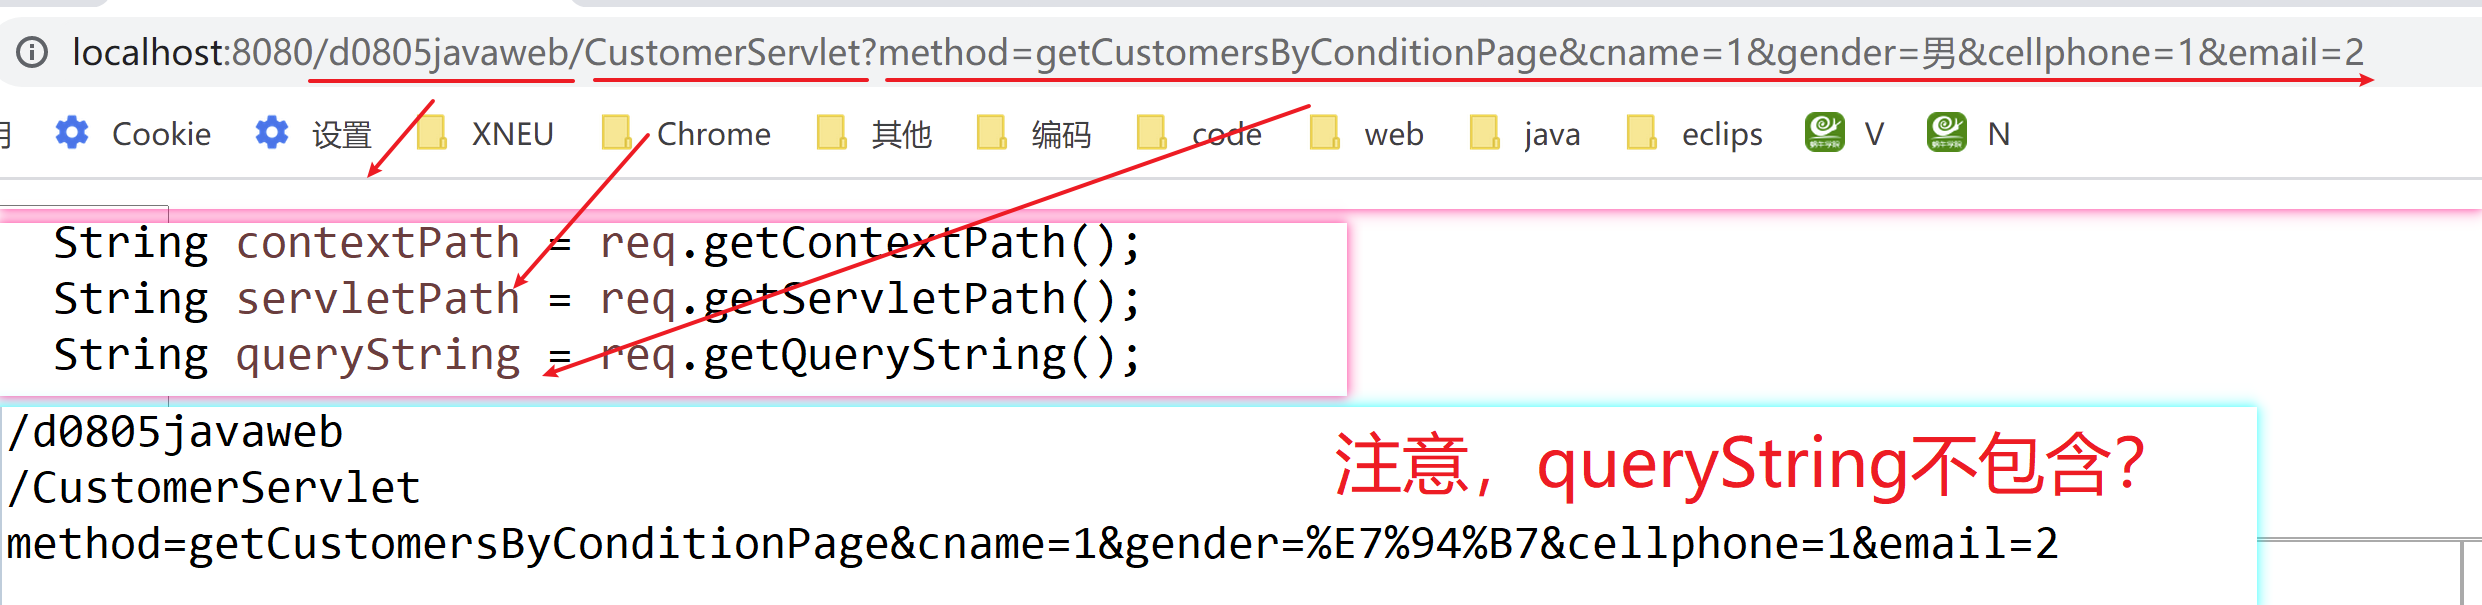 localhost:8080/d0805javaweb/CustomerServlet?method=getCustomersByConditionPage&cname=1&gender=男&cellphone=1&email=2
Cookie 设置 XNEU Chrome 其他 编码 code web java eclips V N
String contextPath = req.getContextPath();
String servletPath = req.getServletPath();
String queryString = req.getQueryString();
/d0805javaweb
注意，queryString不包含？
/CustomerServlet
method=getCustomersByConditionPage&cname=1&gender=%E7%94%B7&cellphone=1&email=2